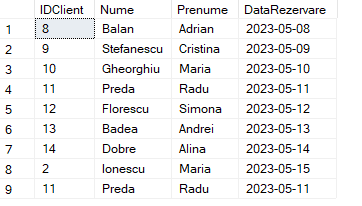 IDClient Nume Prenume DataRezervare
1 8 Balan Adrian 2023-05-08
2 9 Stefanescu Cristina 2023-05-09
3 10 Gheorghiu Maria 2023-05-10
4 11 Preda Radu 2023-05-11
5 12 Florescu Simona 2023-05-12
6 13 Badea Andrei 2023-05-13
7 14 Dobre Alina 2023-05-14
8 2 Ionescu Maria 2023-05-15
9 11 Preda Radu 2023-05-11